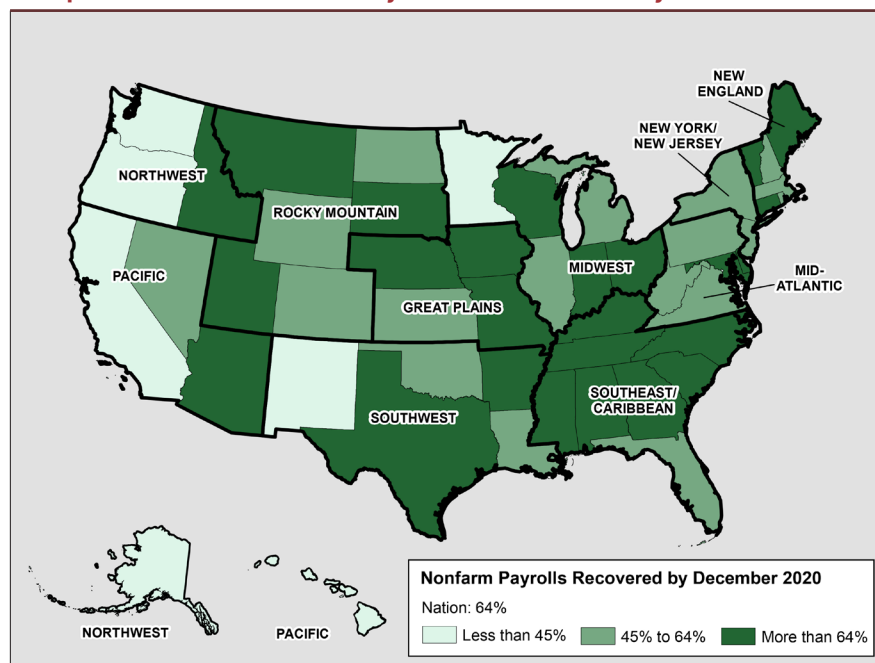 NEW
ENGLAND
NEW YORK/
NEW JERSEY
NORTHWEST
ROCKY MOUNTAIN
PACIFIC
MIDWEST
MID-
ATLANTIC
GREAT PLAINS
SOUTHEAST/
CARIBBEAN
SOUTHWEST
NORTHWEST
PACIFIC
Nonfarm Payrolls Recovered by December 2020
Nation: 64%
Less than 45%
45% to 64%
More than 64%